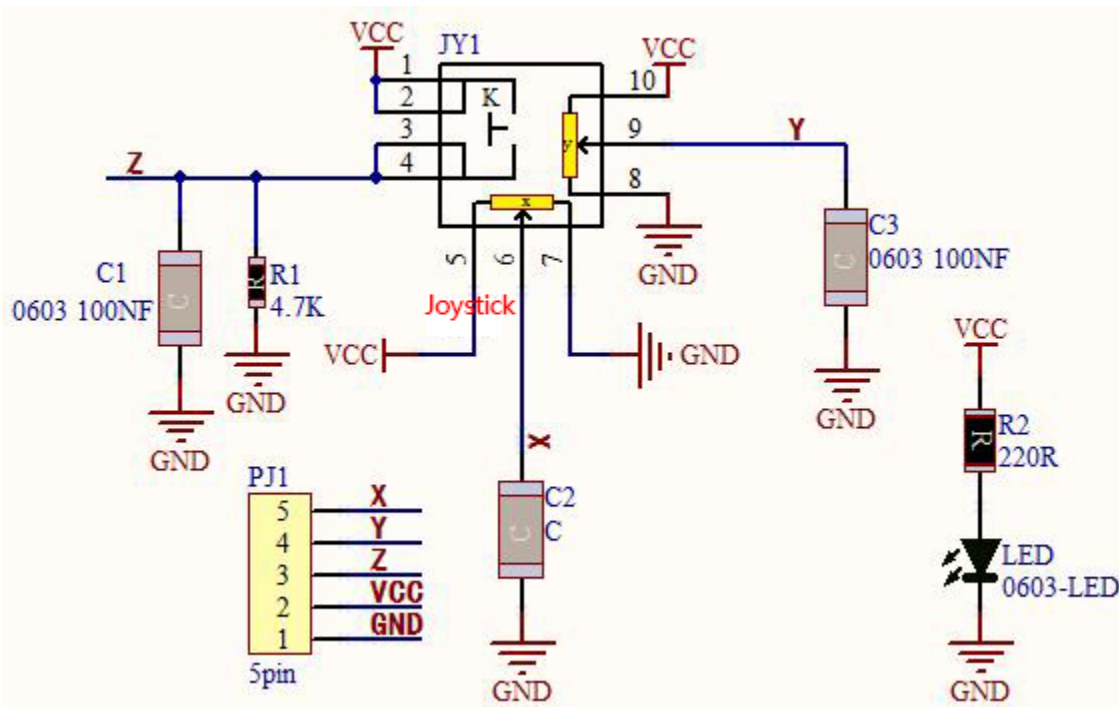 VCC
JY1
VCC
1
2
3
4
K
10
9
8
y
Y
Z
x
5
6
7
GND
C3
0603 100NF
C
C1
0603 100NF
C
R
R1
4.7K
Joystick
VCC
GND
VCC
GND
GND
GND
X
R
R2
220R
PJ1
5
X
4
Y
3
Z
2
VCC
1
GND
5pin
C2
C
C
LED
0603-LED
GND
GND